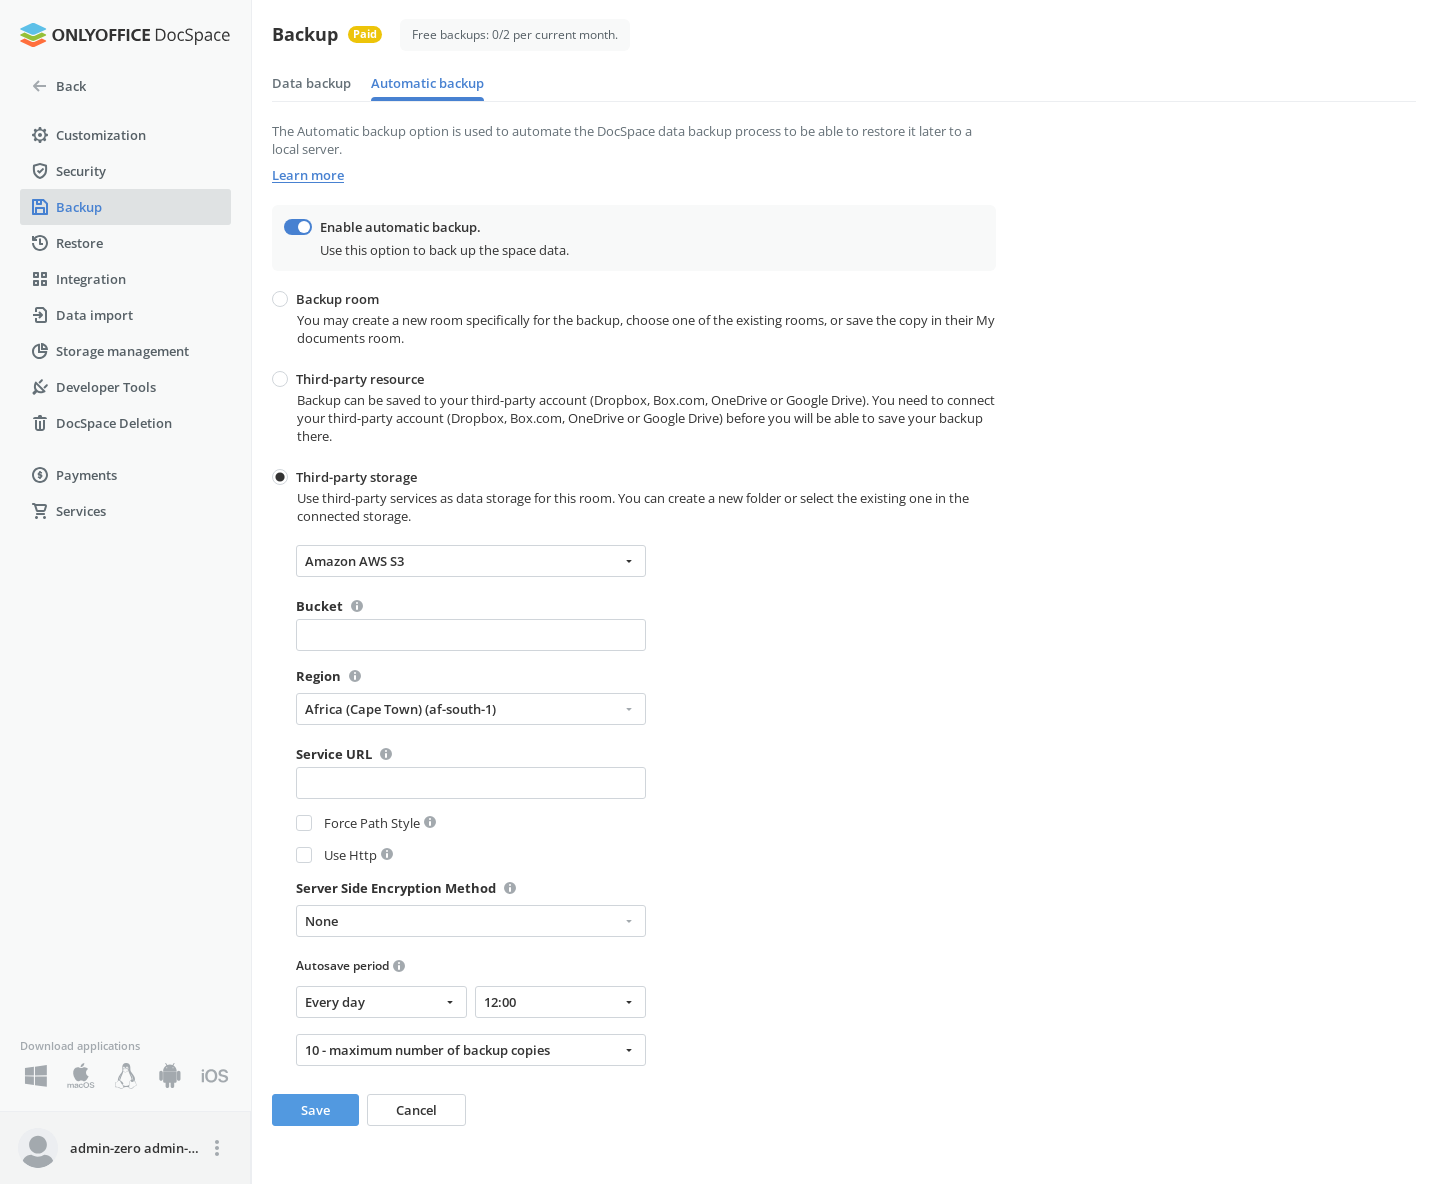 ONLYOFFICE DocSpace
Back
Customization
Security
Backup
Restore
Integration
Data import
Storage management
Developer Tools
DocSpace Deletion
Payments
Services
Download applications
macOS
iOS
admin-zero admin-...
Backup
Paid
Free backups: 0/2 per current month.
Data backup
Automatic backup
The Automatic backup option is used to automate the DocSpace data backup process to be able to restore it later to a
local server.
Learn more
Enable automatic backup.
Use this option to back up the space data.
Backup room
You may create a new room specifically for the backup, choose one of the existing rooms, or save the copy in their My
documents room.
Third-party resource
Backup can be saved to your third-party account (Dropbox, Box.com, OneDrive or Google Drive). You need to connect
your third-party account (Dropbox, Box.com, OneDrive or Google Drive) before you will be able to save your backup
there.
Third-party storage
Use third-party services as data storage for this room. You can create a new folder or select the existing one in the
connected storage.
Amazon AWS S3
Bucket
Region
Africa (Cape Town) (af-south-1)
Service URL
Force Path Style
Use Http
Server Side Encryption Method
None
Autosave period
Every day
12:00
10 - maximum number of backup copies
Save
Cancel